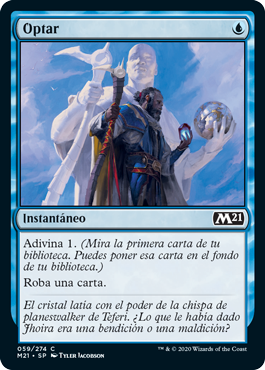 Optar
Instantáneo
M21
Adivina 1. (Mira la primera carta de tu
biblioteca. Puedes poner esa carta en el fondo
de tu biblioteca.)
Roba una carta.
El cristal latía con el poder de la chispa de
planeswalker de Teferi. ¿Lo que le había dado
Jhoira era una bendición o una maldición?
059/274 C
M21 • SP TYLER JACOBSON
™ & © 2020 Wizards of the Coast